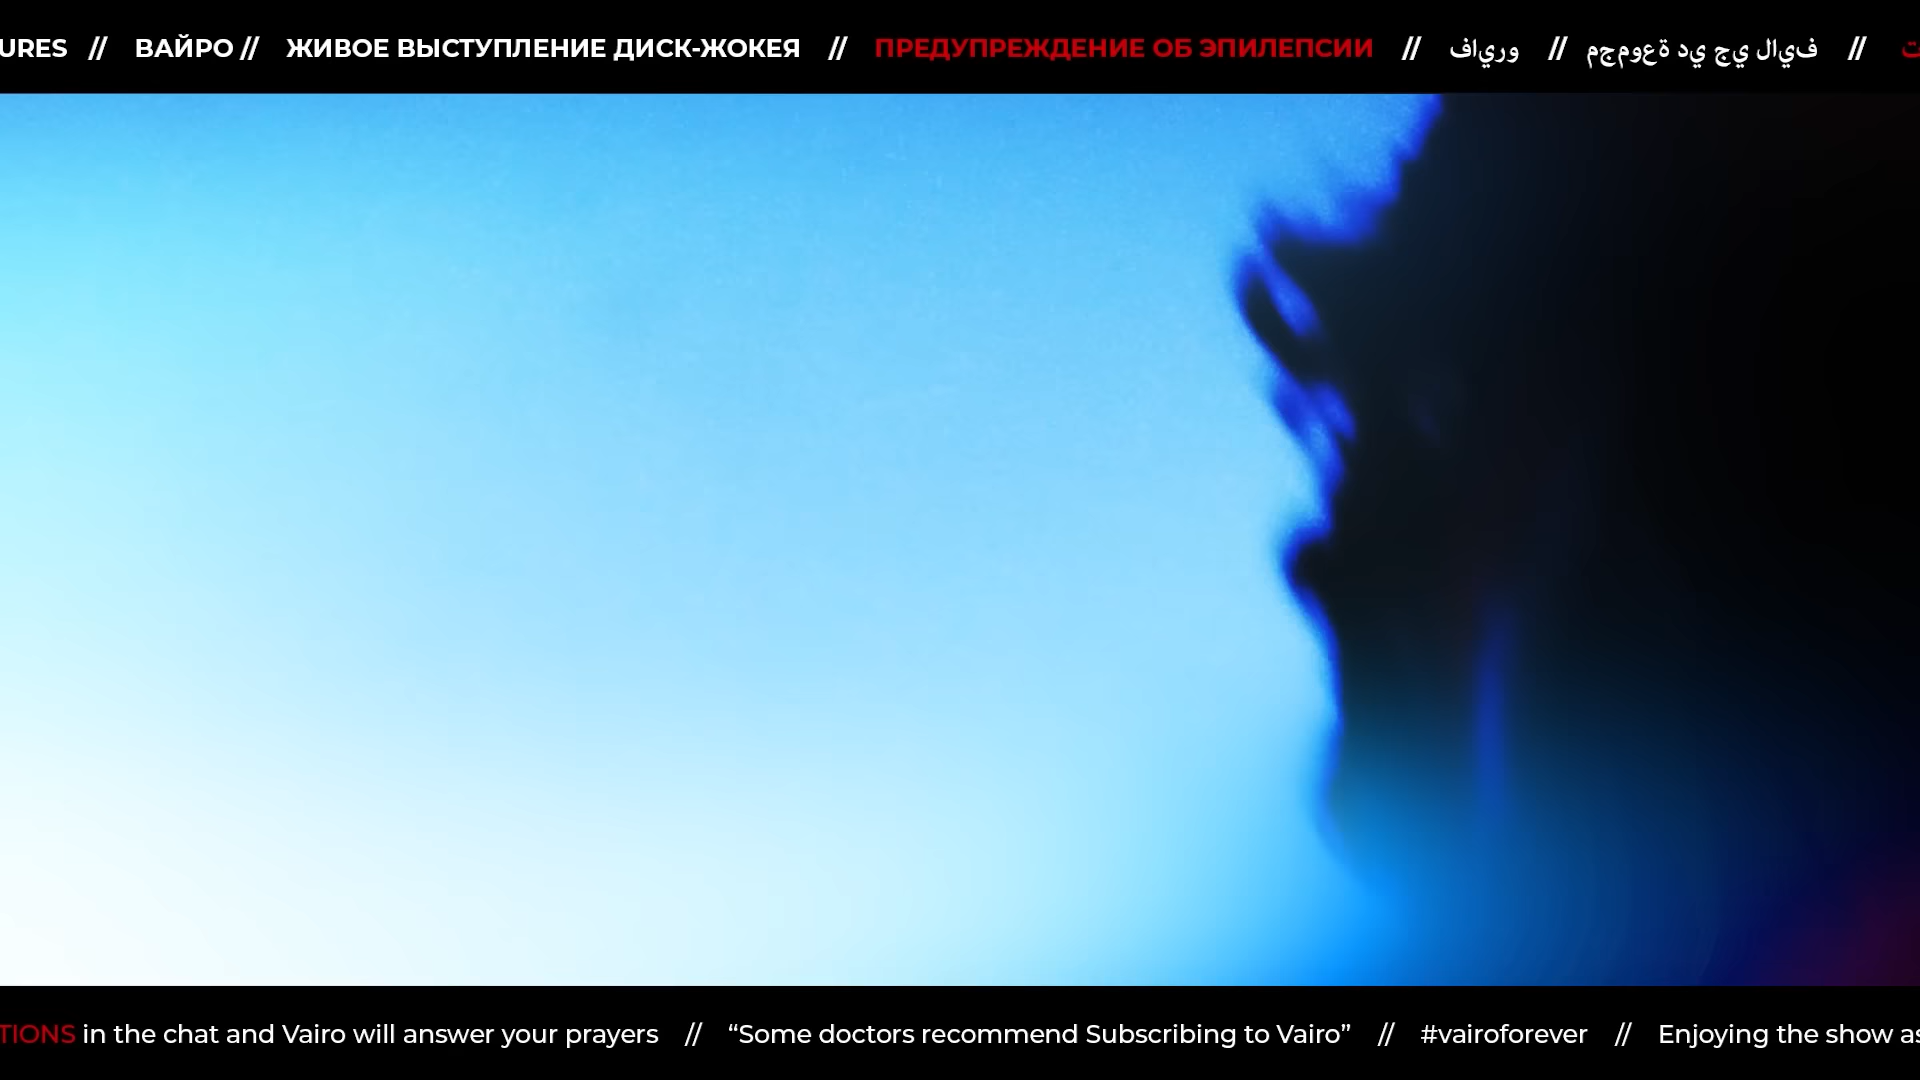 URES // ВАЙРО // ЖИВОЕ ВЫСТУПЛЕНИЕ ДИСК-ЖОКЕЯ // ПРЕДУПРЕЖДЕНИЕ ОБ ЭПИЛЕПСИИ // فايرو // مجموعة دي جي لايف //
TIONS in the chat and Vairo will answer your prayers // “Some doctors recommend Subscribing to Vairo” // #vairoforever // Enjoying the show as